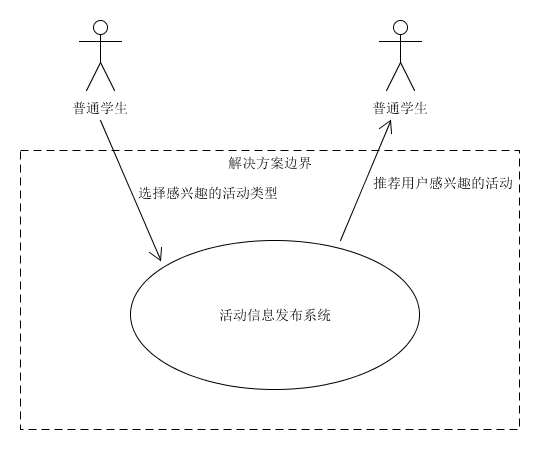 普通学生
普通学生
解决方案边界
选择感兴趣的活动类型
推荐用户感兴趣的活动
活动信息发布系统